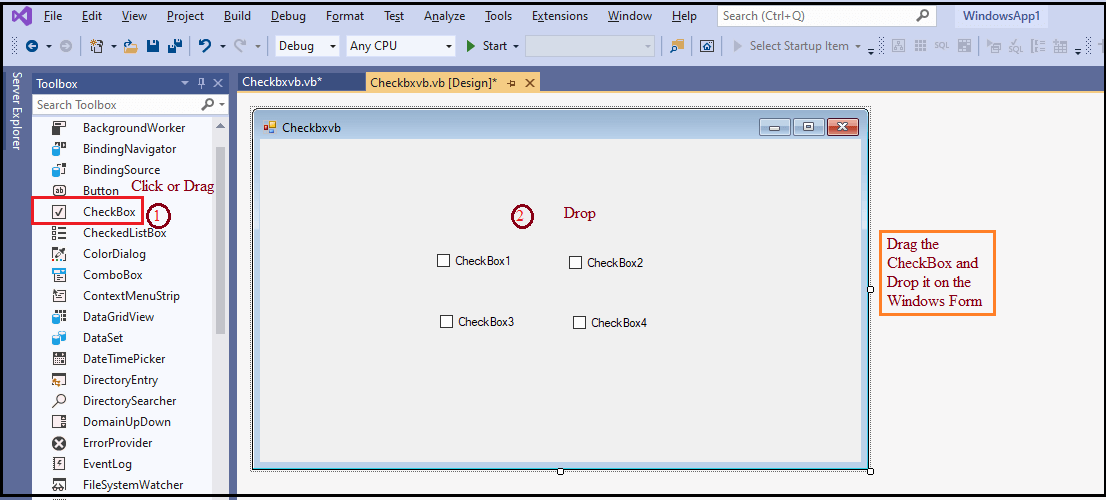 File Edit View Project Build Debug Format Test Analyze Tools Extensions Window Help Search (Ctrl+Q) WindowsApp1
Debug Any CPU Start Select Startup Item SQL SQL
Server Explorer
Toolbox
Search Toolbox
BackgroundWorker
BindingNavigator
BindingSource
ab Button
CheckBox
CheckedListBox
ColorDialog
ComboBox
ContextMenuStrip
DataGridView
DataSet
DateTimePicker
DirectoryEntry
DirectorySearcher
DomainUpDown
ErrorProvider
EventLog
FileSystemWatcher
Click or Drag
1
Checkbxvb.vb* Checkbxvb.vb [Design]*
Checkbxvb
2 Drop
CheckBox1 CheckBox2
CheckBox3 CheckBox4
Drag the
CheckBox and
Drop it on the
Windows Form